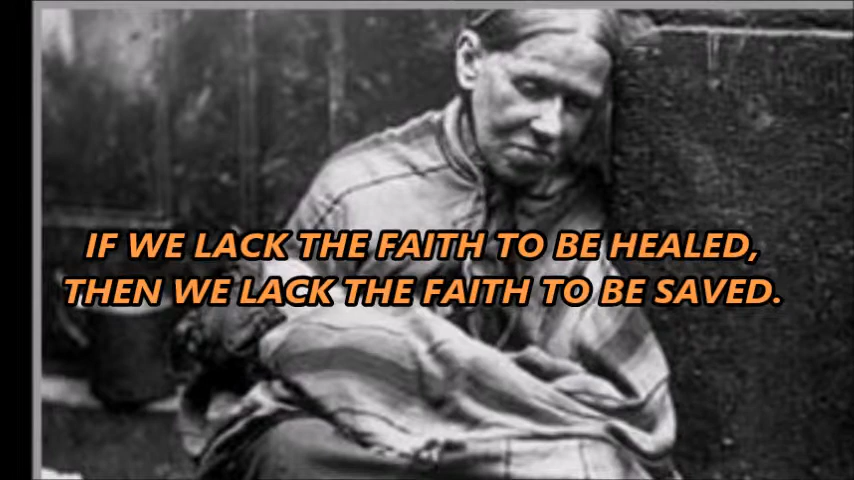 IF WE LACK THE FAITH TO BE HEALED,
THEN WE LACK THE FAITH TO BE SAVED.